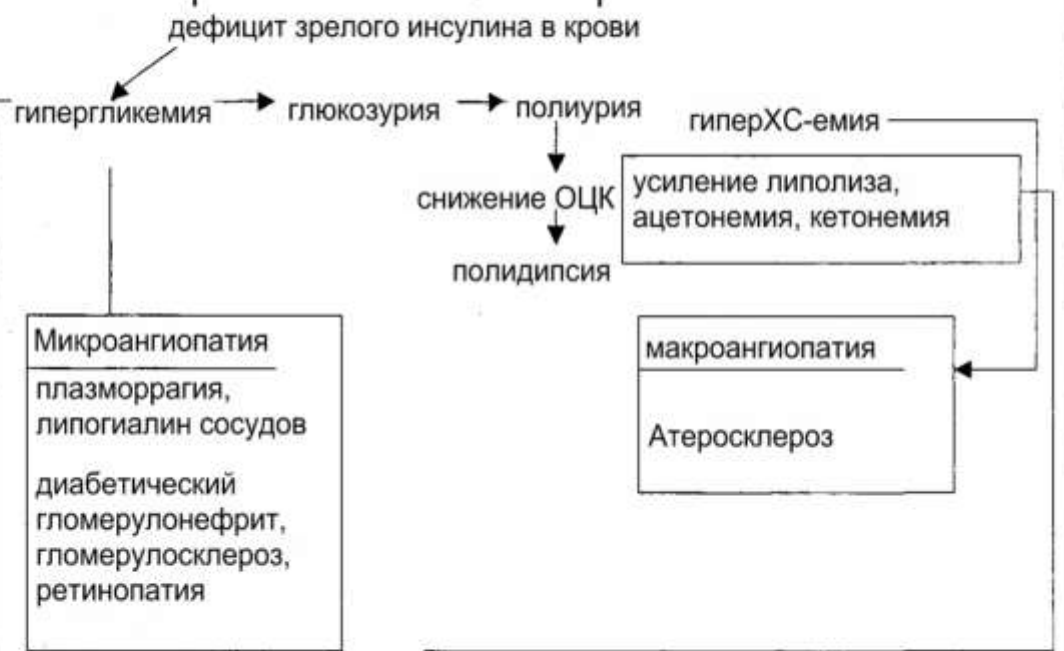 дефицит зрелого инсулина в крови
гипергликемия
глюкозурия
полиурия
гиперХС-емия
снижение ОЦК
усиление липолиза,
ацетонемия, кетонемия
полидипсия
Микроангиопатия
плазморрагия,
липогиалин сосудов
диабетический
гломерулонефрит,
гломерулосклероз,
ретинопатия
макроангиопатия
Атеросклероз